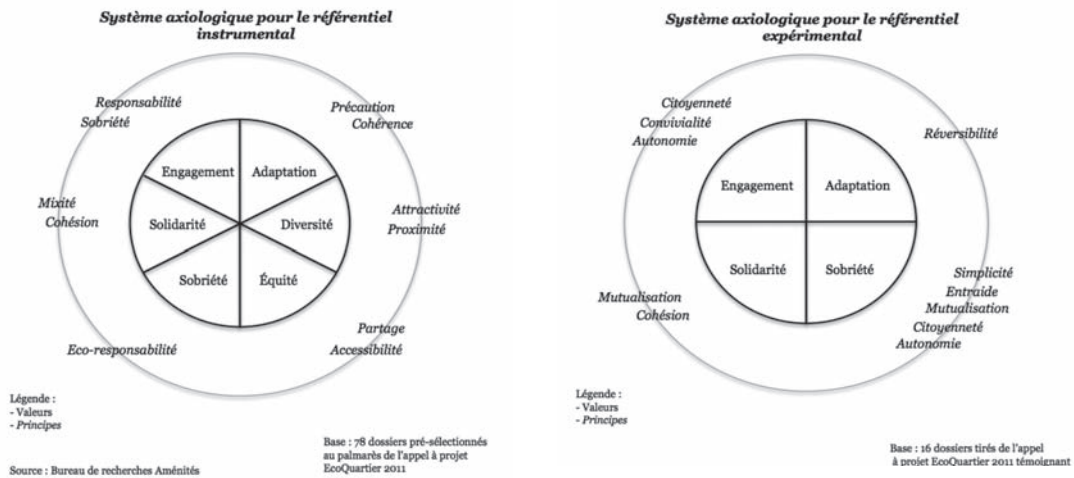 Système axiologique pour le référentiel
instrumental
Responsabilité
Sobriété
Précaution
Cohérence
Engagement
Adaptation
Mixité
Cohésion
Solidarité
Diversité
Attractivité
Proximité
Sobriété
Équité
Eco-responsabilité
Partage
Accessibilité
Légende :
- Valeurs
- Principes
Base : 78 dossiers pré-sélectionnés
au palmarès de l'appel à projet
EcoQuartier 2011
Source : Bureau de recherches Aménités
Système axiologique pour le référentiel
expérimental
Citoyenneté
Convivialité
Autonomie
Réversibilité
Engagement
Adaptation
Solidarité
Sobriété
Mutualisation
Cohésion
Simplicité
Entraide
Mutualisation
Citoyenneté
Autonomie
Légende :
- Valeurs
- Principes
Base : 16 dossiers tirés de l'appel
à projet EcoQuartier 2011 témoignant